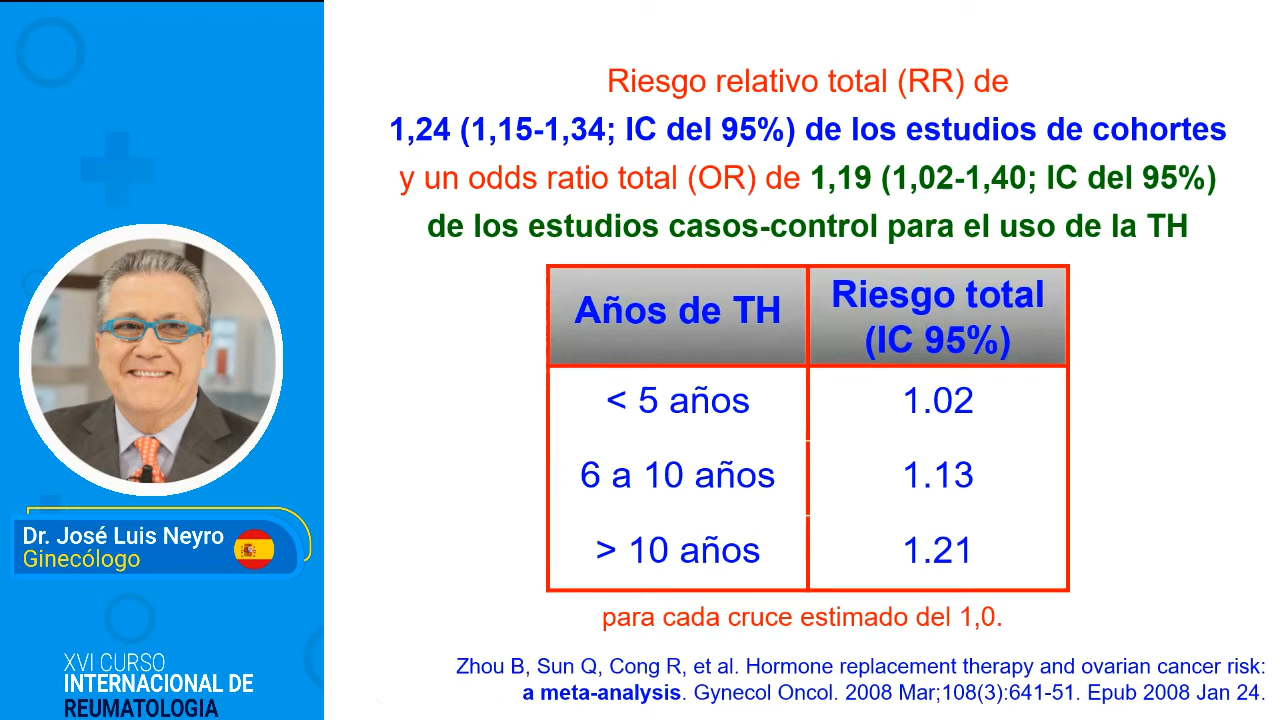 Riesgo relativo total (RR) de
1,24 (1,15-1,34; IC del 95%) de los estudios de cohortes
y un odds ratio total (OR) de 1,19 (1,02-1,40; IC del 95%)
de los estudios casos-control para el uso de la TH
Años de TH
Riesgo total
(IC 95%)
< 5 años
1.02
6 a 10 años
1.13
> 10 años
1.21
para cada cruce estimado del 1,0.
Zhou B, Sun Q, Cong R, et al. Hormone replacement therapy and ovarian cancer risk:
a meta-analysis. Gynecol Oncol. 2008 Mar;108(3):641-51. Epub 2008 Jan 24.
Dr. José Luis Neyro
Ginecólogo
XVI CURSO
INTERNACIONAL DE
REUMATOLOGIA